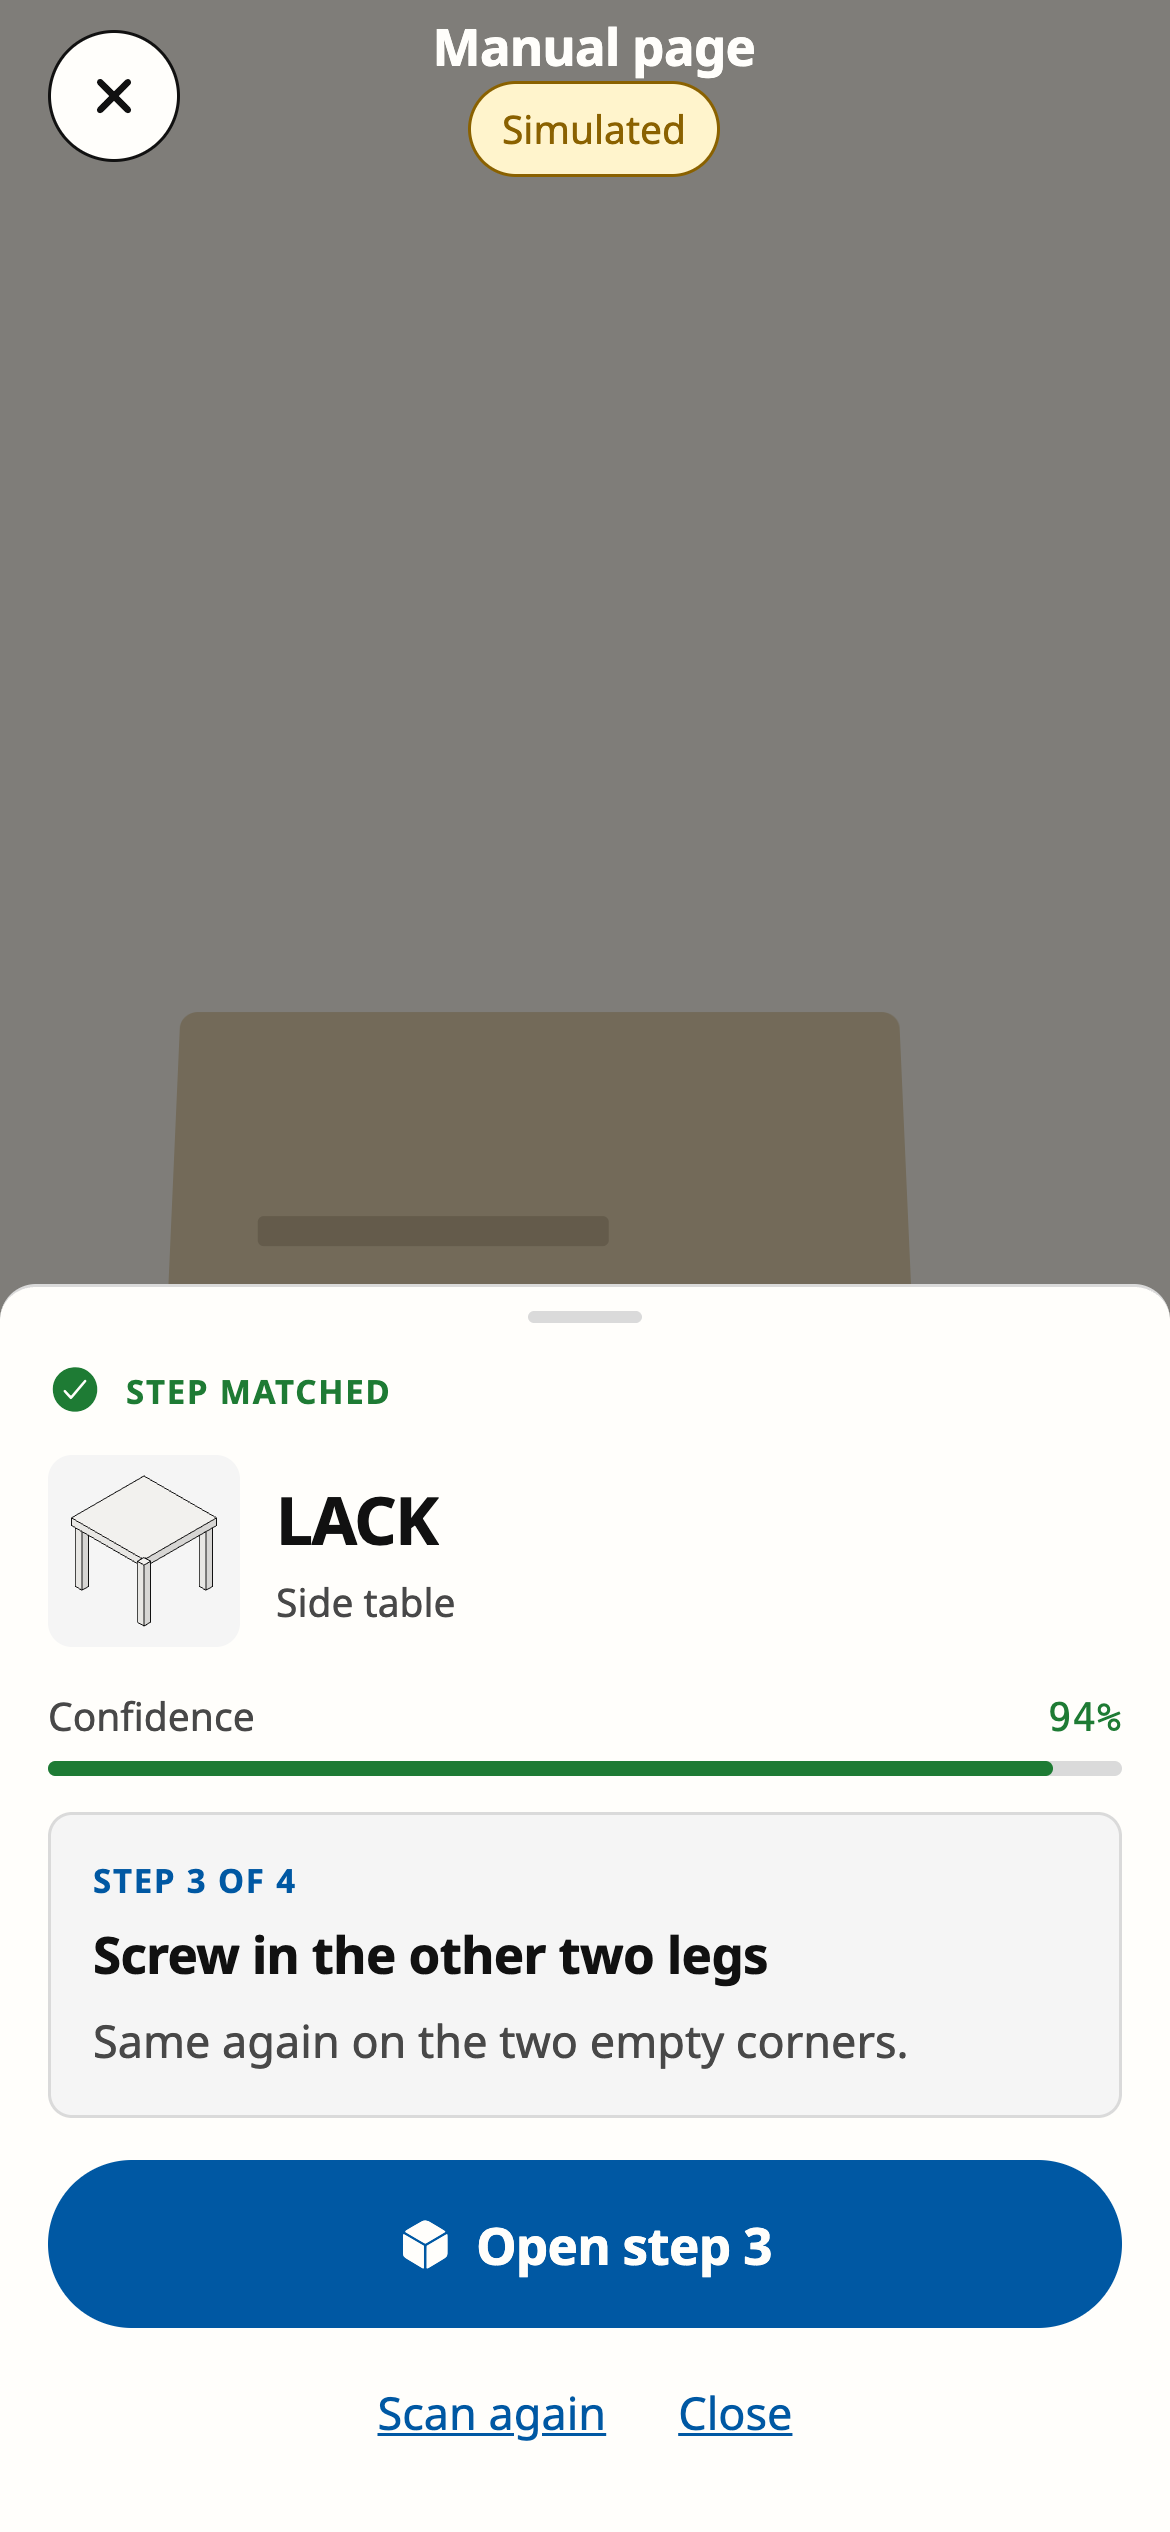 Manual page
Simulated
STEP MATCHED
LACK
Side table
Confidence 94%
STEP 3 OF 4
Screw in the other two legs
Same again on the two empty corners.
Open step 3
Scan again Close